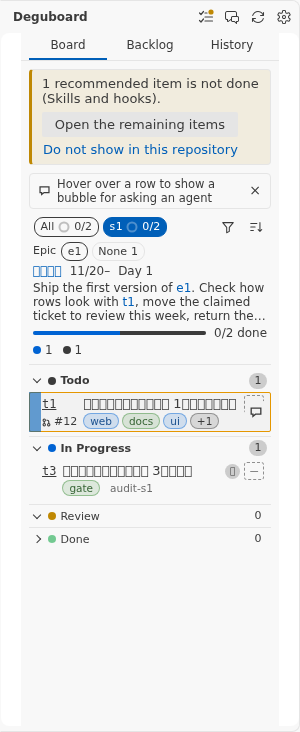 Deguboard
Board
Backlog
History
1 recommended item is not done
(Skills and hooks).
Open the remaining items
Do not show in this repository
Hover over a row to show a
bubble for asking an agent
All 0/2
s1 0/2
Epic e1 None 1
11/20– Day 1
Ship the first version of e1. Check how
rows look with t1, move the claimed
ticket to review this week, return the…
0/2 done
1 1
Todo 1
t1 1
#12 web docs ui +1
In Progress 1
t3 3
gate audit-s1
Review 0
Done 0